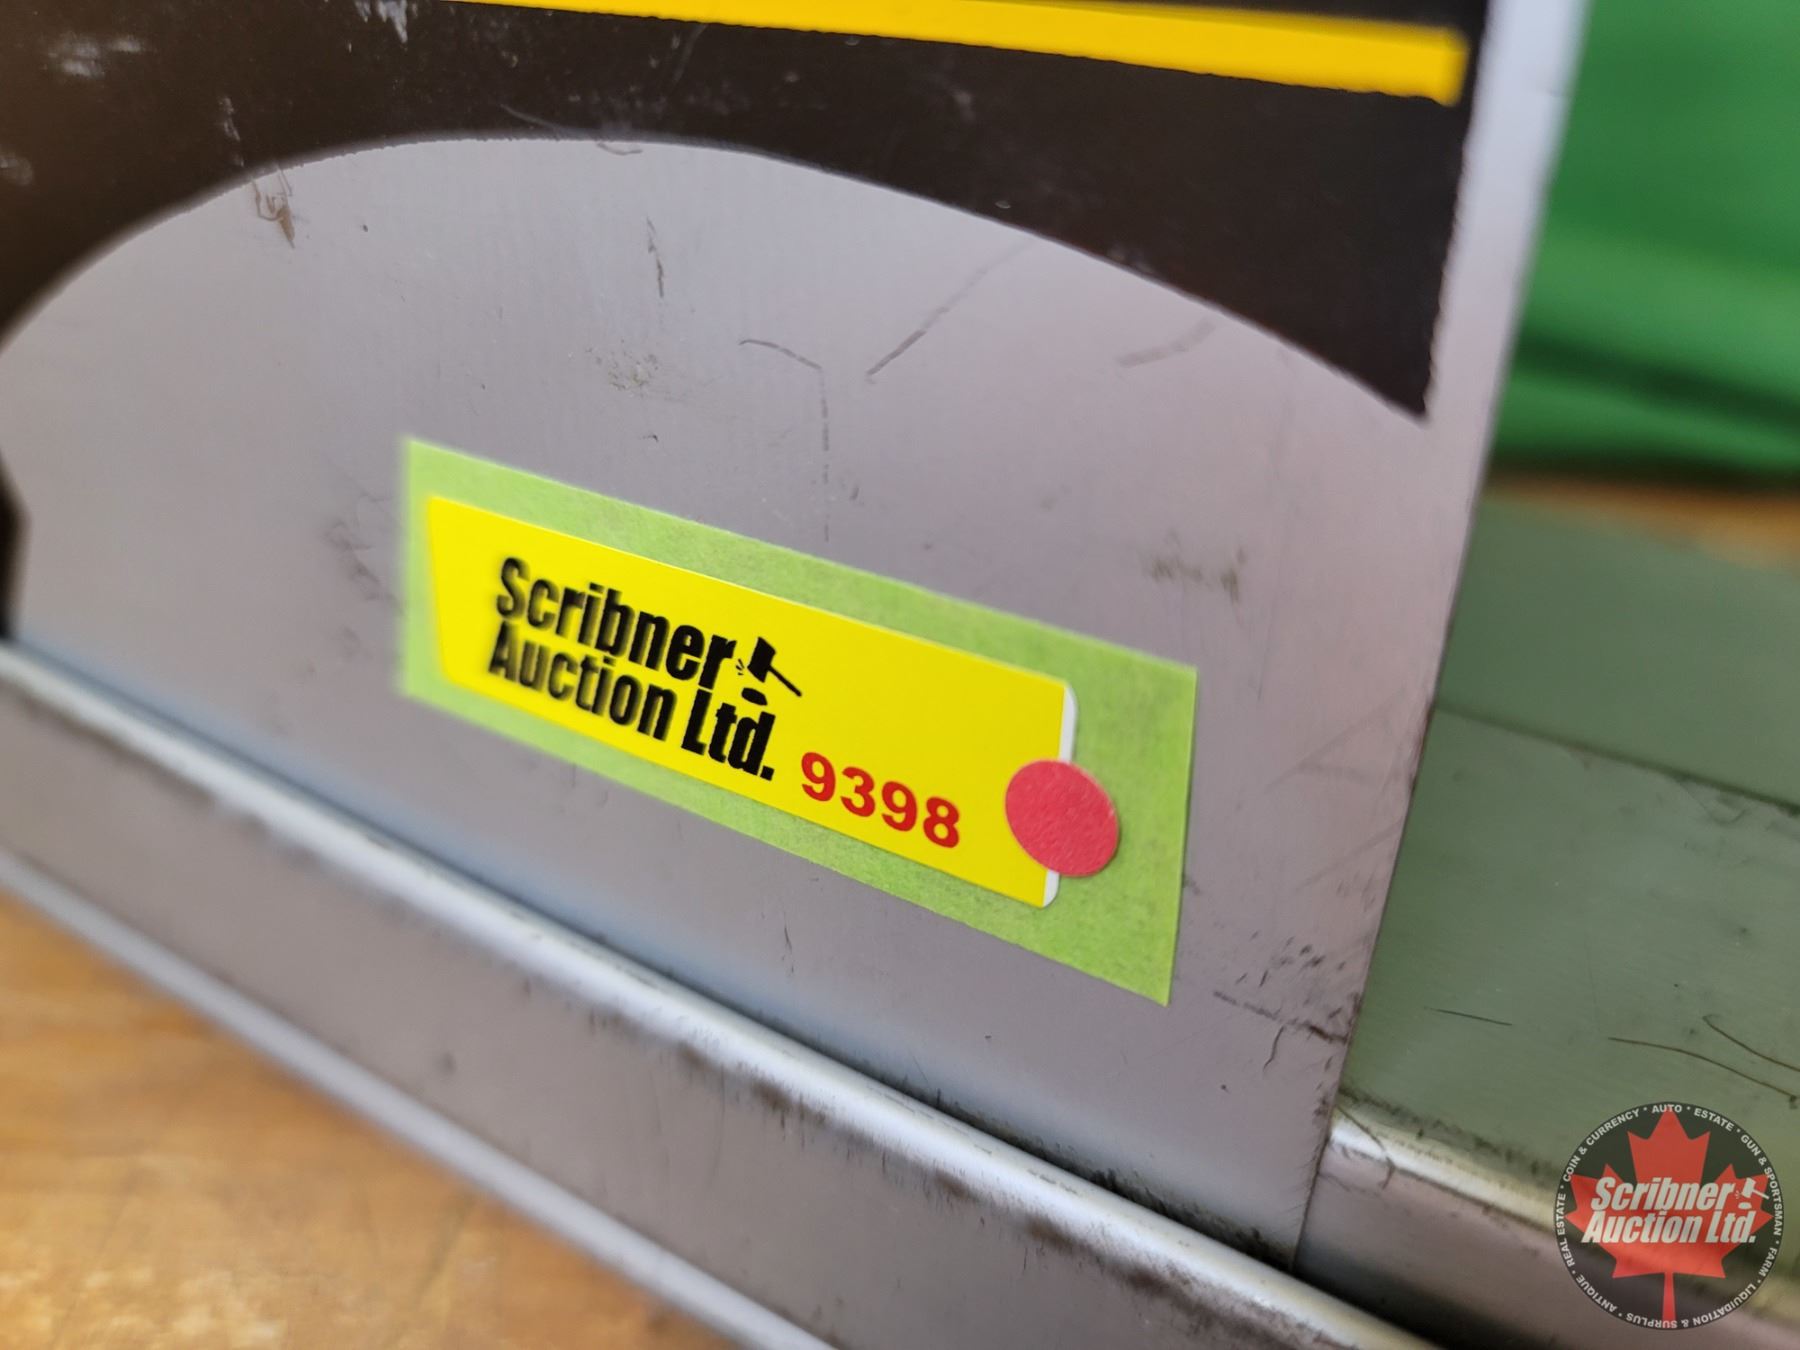 Scribner
Auction Ltd.
9398
COIN & CURRENCY * AUTO * ESTATE * GUN & SPORTSMAN * FARM * LIQUIDATION & SURPLUS * ANTIQUE * REAL ESTATE *
Scribner
Auction Ltd.